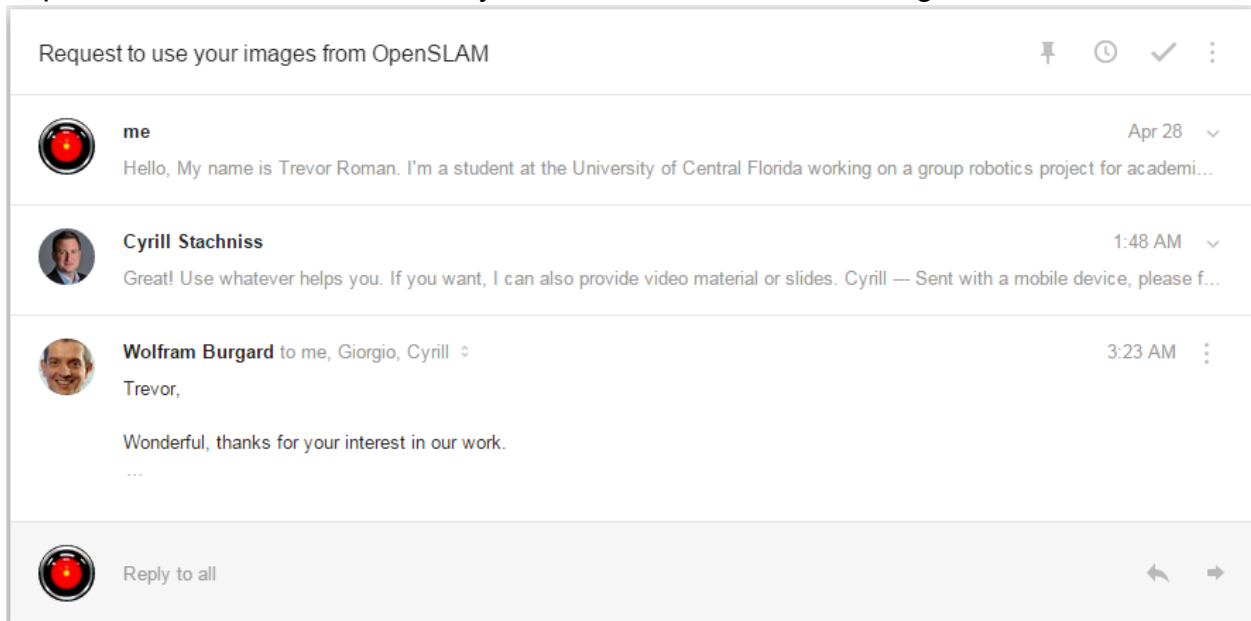 Request to use your images from OpenSLAM
me
Apr 28
Hello, My name is Trevor Roman. I'm a student at the University of Central Florida working on a group robotics project for academi...
Cyrill Stachniss
1:48 AM
Great! Use whatever helps you. If you want, I can also provide video material or slides. Cyrill --- Sent with a mobile device, please f...
Wolfram Burgard to me, Giorgio, Cyrill
3:23 AM
Trevor,
Wonderful, thanks for your interest in our work.
...
Reply to all